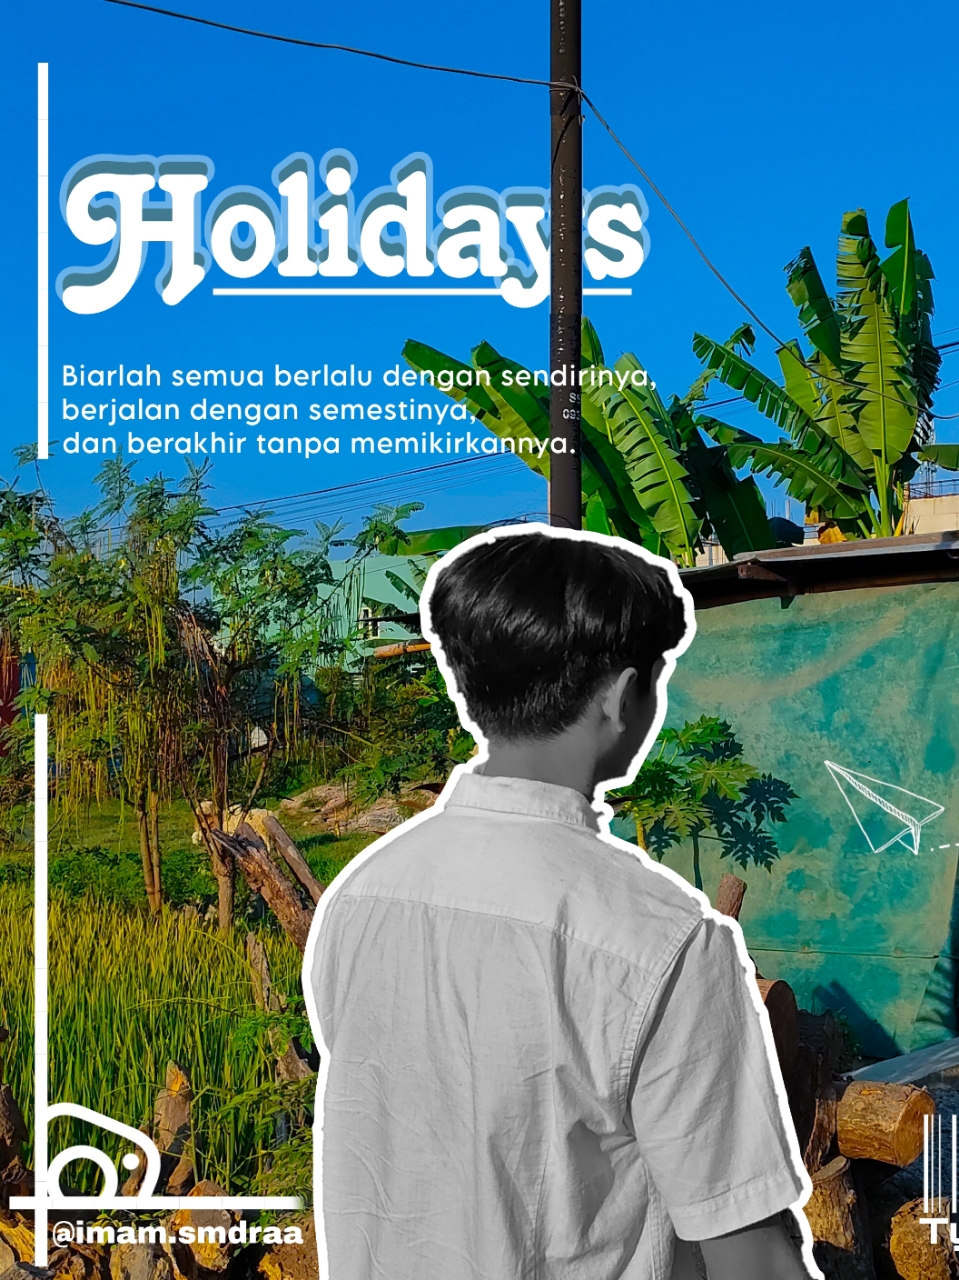 Holidays
Biarlah semua berlalu dengan sendirinya,
berjalan dengan semestinya,
dan berakhir tanpa memikirkannya.
@imam.smdraa